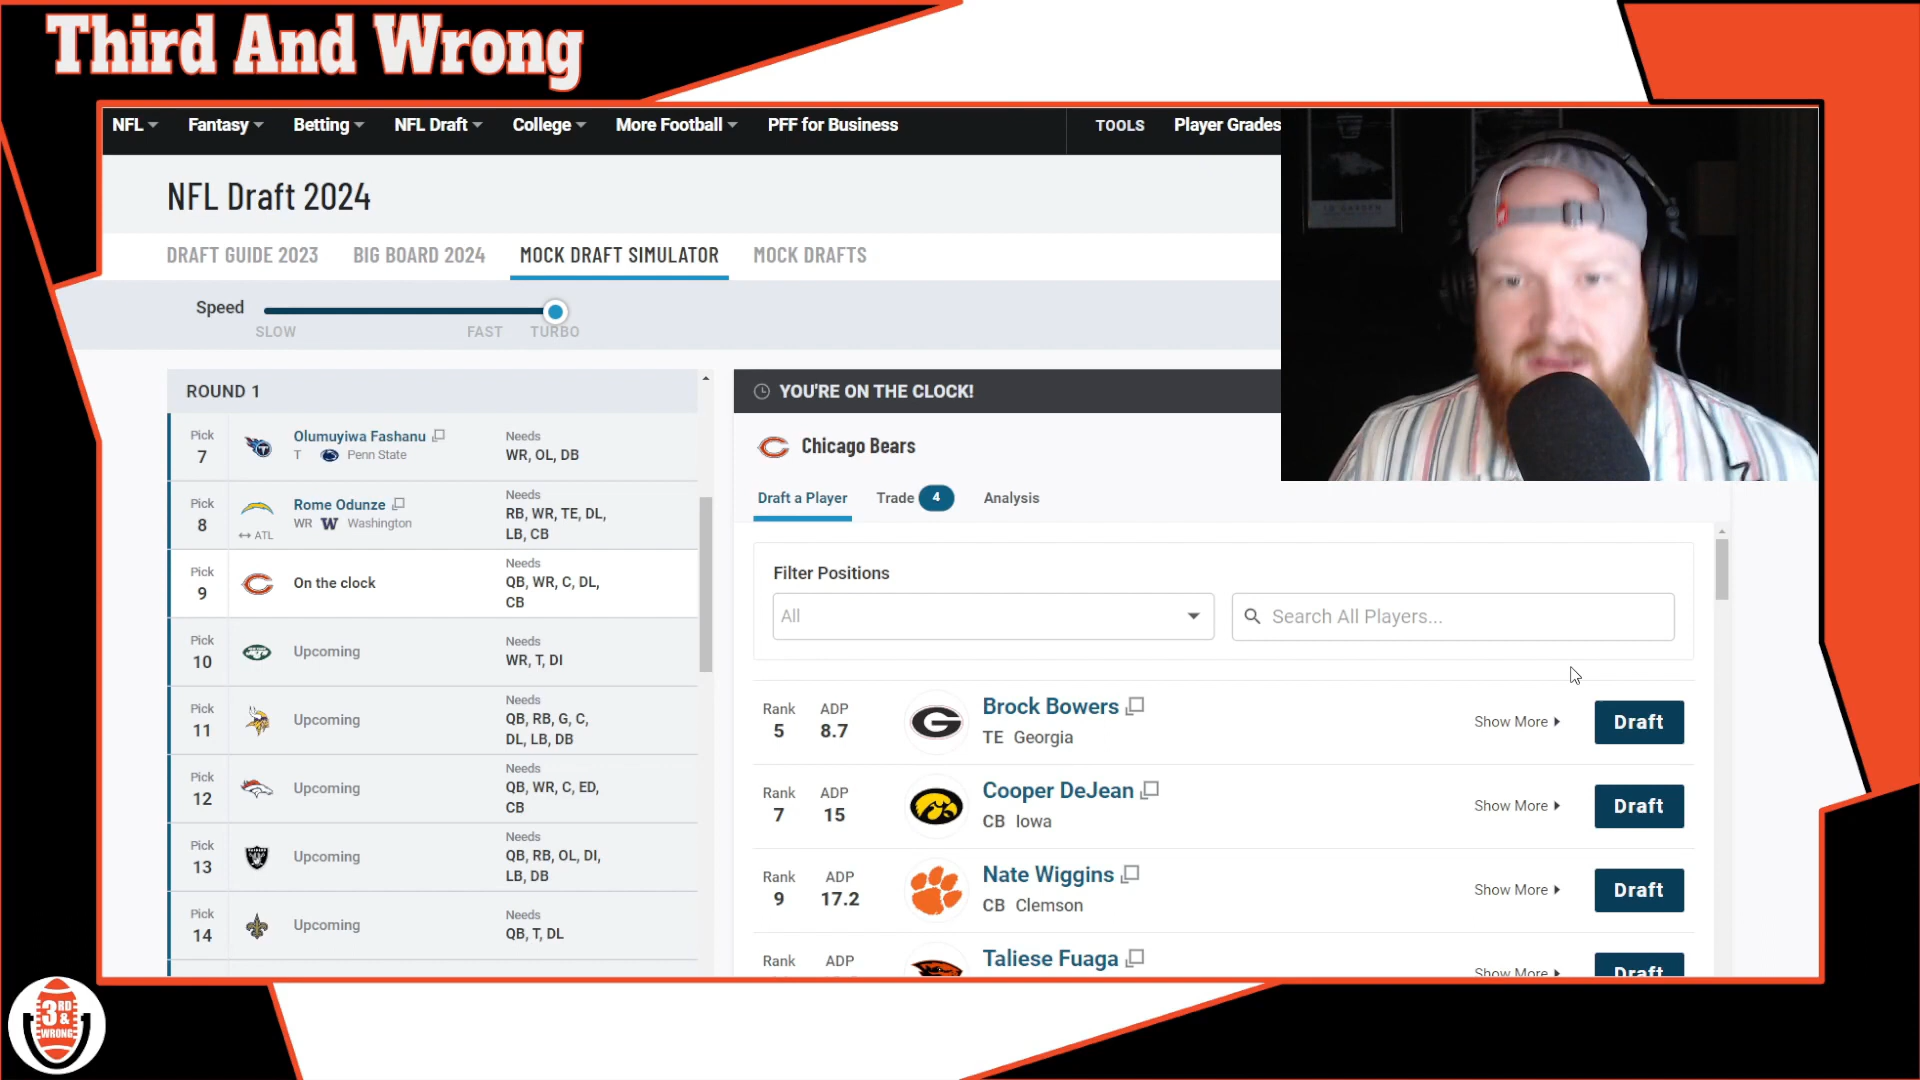 Third And Wrong
NFL Fantasy Betting NFL Draft College More Football PFF for Business TOOLS Player Grades
NFL Draft 2024
DRAFT GUIDE 2023 BIG BOARD 2024 MOCK DRAFT SIMULATOR MOCK DRAFTS
Speed
SLOW FAST TURBO
ROUND 1
Pick 7
Olumuyiwa Fashanu
T Penn State
Needs
WR, OL, DB
Pick 8
↔ ATL
Rome Odunze
WR W Washington
Needs
RB, WR, TE, DL,
LB, CB
Pick 9
On the clock
Needs
QB, WR, C, DL,
CB
Pick 10
Upcoming
Needs
WR, T, DI
Pick 11
Upcoming
Needs
QB, RB, G, C,
DL, LB, DB
Pick 12
Upcoming
Needs
QB, WR, C, ED,
CB
Pick 13
Upcoming
Needs
QB, RB, OL, DI,
LB, DB
Pick 14
Upcoming
Needs
QB, T, DL
YOU'RE ON THE CLOCK!
Chicago Bears
Draft a Player Trade 4 Analysis
Filter Positions
All
Search All Players...
Rank ADP
5 8.7
G
Brock Bowers
TE Georgia
Show More Draft
Rank ADP
7 15
Cooper DeJean
CB Iowa
Show More Draft
Rank ADP
9 17.2
Nate Wiggins
CB Clemson
Show More Draft
Rank ADP
Taliese Fuaga
Show More Draft
3RD
&
WRONG